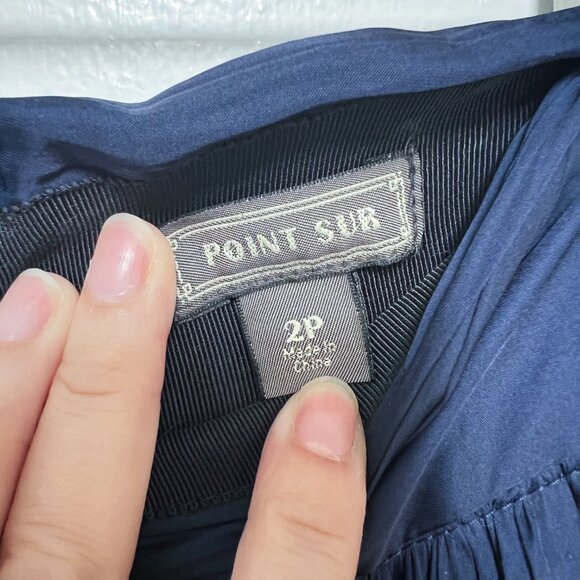 POINT SUR
2P
Made in
China